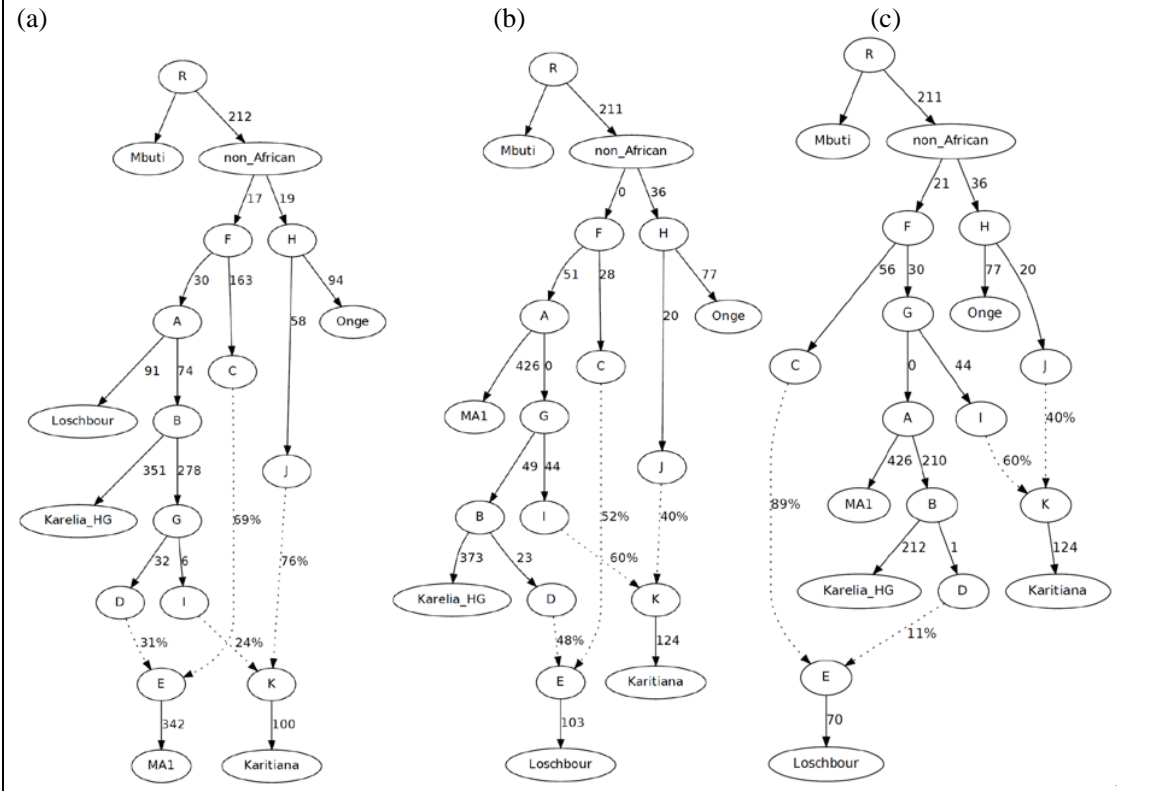 (a) (b) (c)
R
212
Mbuti non_African
17 19
F H
30 163 94
A 58 Onge
91 74 C
Loschbour B
351 278 J
Karelia_HG G 69%
32 6 76%
D I
31% 24%
E K
342 100
MA1 Karitiana
R
211
Mbuti non_African
0 36
F H
51 28 77
A 20 Onge
426 0 C
MA1 G
49 44 J
B I 52% 40%
373 23 60%
Karelia_HG D K
48% 124
E Karitiana
103
Loschbour
R
211
Mbuti non_African
21 36
F H
56 30 77 20
G Onge
C 0 44 J
A I 40%
426 210 60%
89% MA1 B K
212 1 124
Karelia_HG D Karitiana
11%
E
70
Loschbour